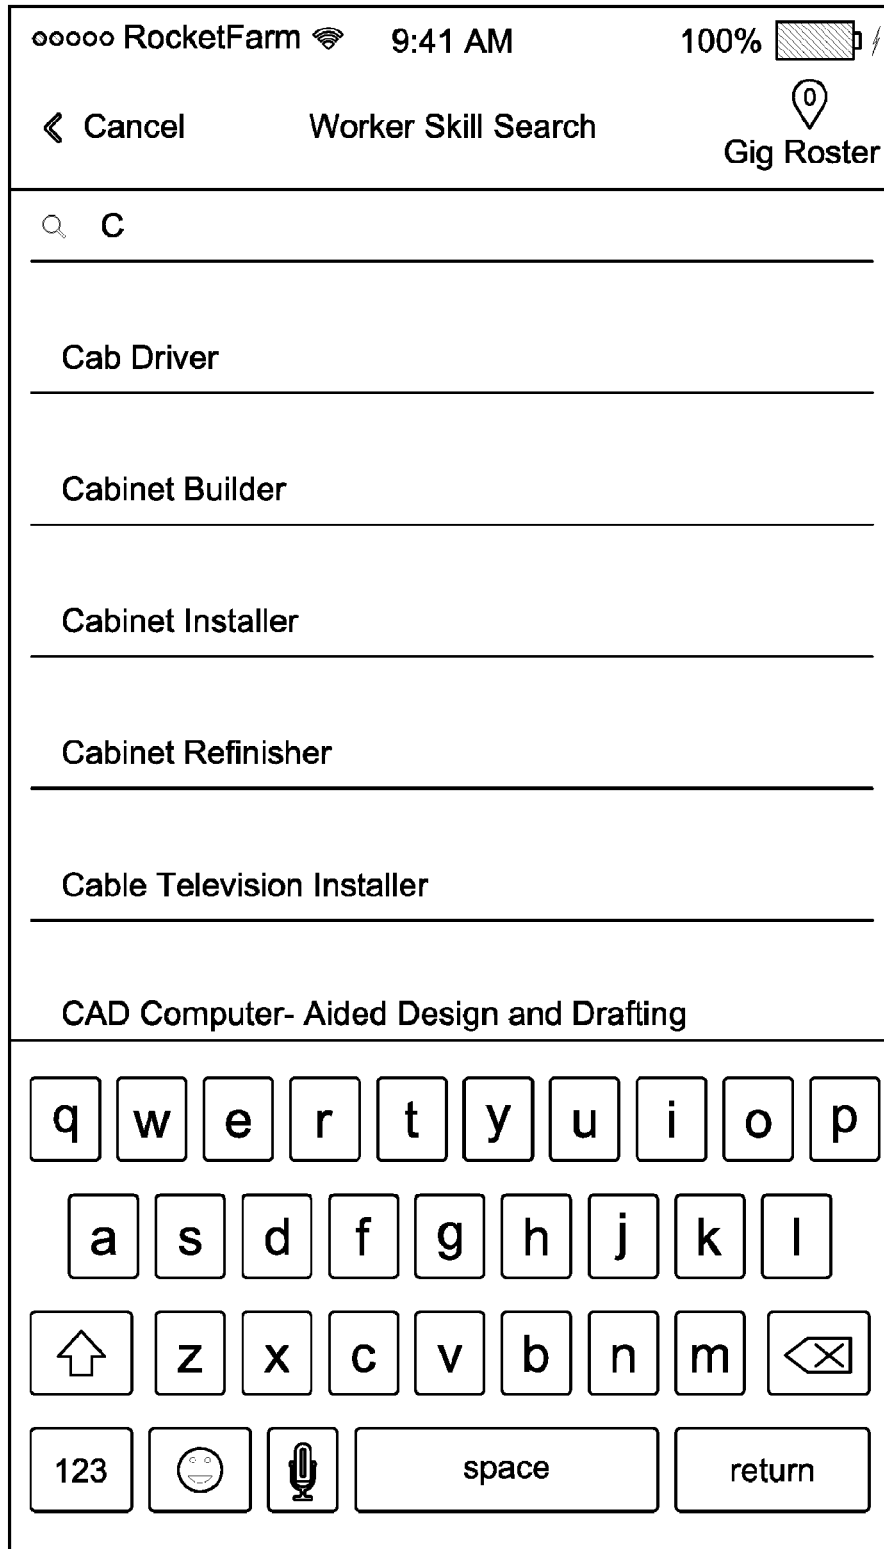 ooooo RocketFarm 9:41 AM 100%
Cancel Worker Skill Search 0 Gig Roster
C
Cab Driver
Cabinet Builder
Cabinet Installer
Cabinet Refinisher
Cable Television Installer
CAD Computer- Aided Design and Drafting
q w e r t y u i o p
a s d f g h j k l
z x c v b n m
123 space return